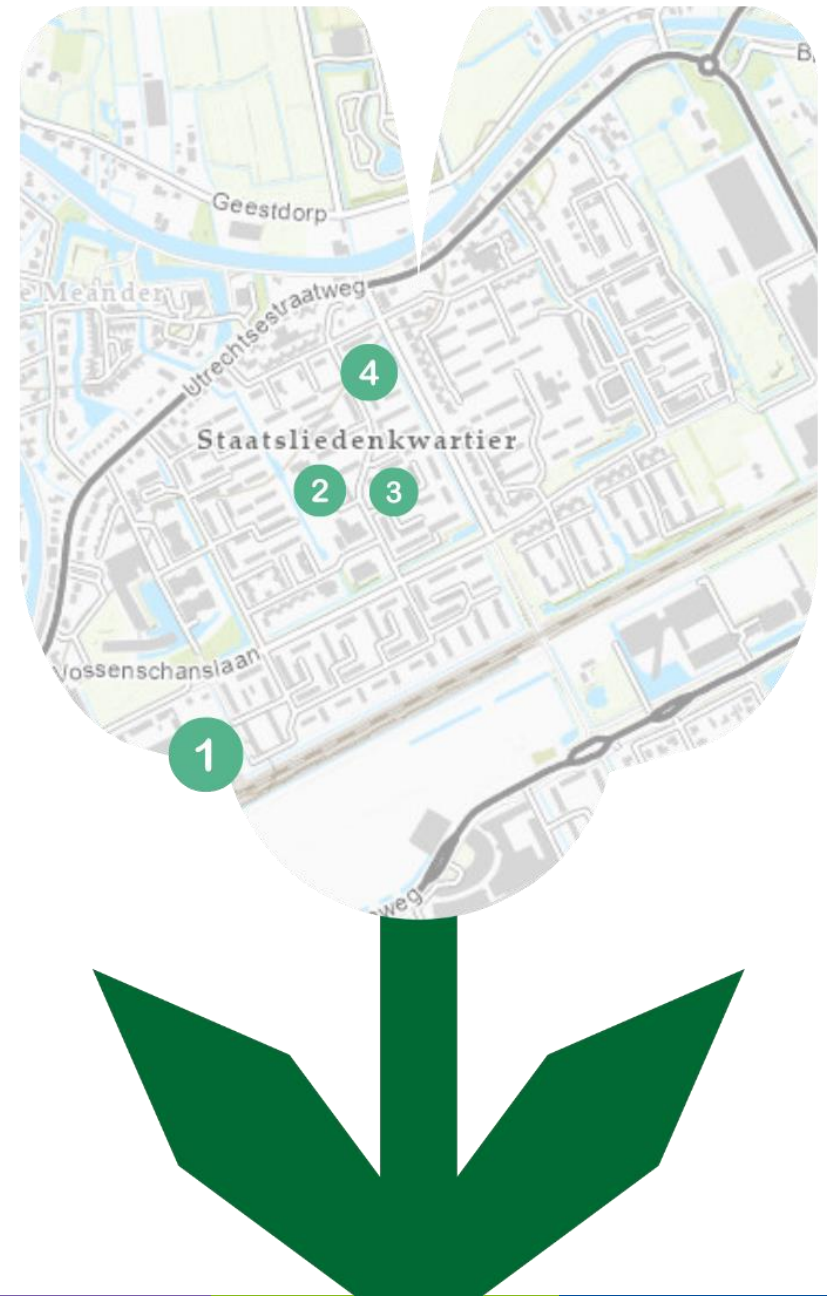 B
Geestdorp
e Meander
Utrechtsestraatweg
4
Staatsliedenkwartier
2
3
Vossenschanslaan
1
weg